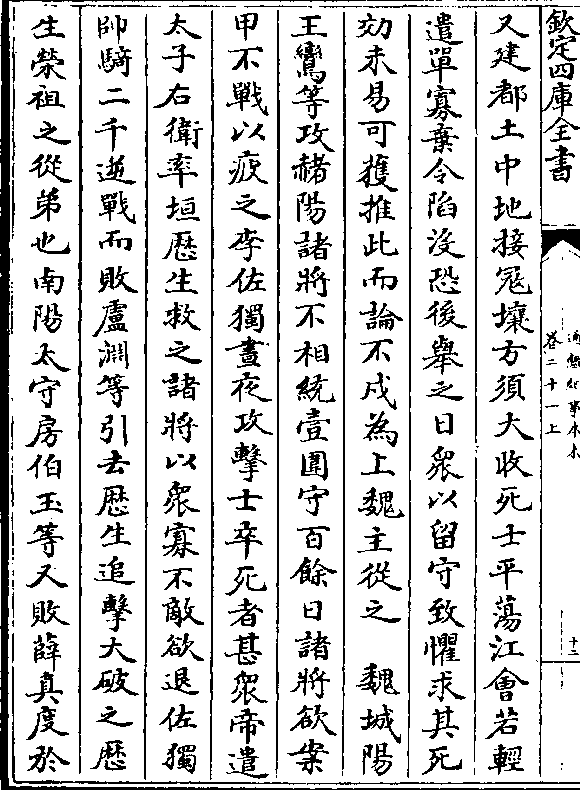 欽定四庫全書
通鑑紀事本末
卷二十一上
十二
又建都土中地接冦壤方須大收死士平蕩江會若輕
遣單寡棄令陷没恐後舉之日衆以留守致懼求其死
効未易可獲推此而論不戍為上魏主從之　魏城陽
王鸞等攻赭陽諸將不相統壹圍守百餘日諸將欲案
甲不戰以疲之李佐獨晝夜攻擊士卒死者甚衆帝遣
太子右衛率垣歷生救之諸將以衆寡不敵欲退佐獨
帥騎二千逆戰而敗盧淵等引去歷生追擊大破之歷
生榮祖之從弟也南陽太守房伯玉等又敗薛真度於